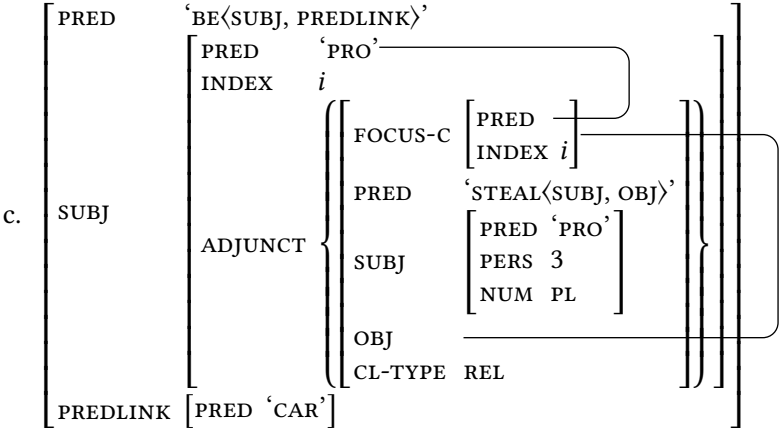 PRED ‘BE⟨SUBJ, PREDLINK⟩’
PRED ‘PRO’
INDEX i
FOCUS-C PRED
INDEX i
PRED ‘STEAL⟨SUBJ, OBJ⟩’
c. SUBJ
ADJUNCT
SUBJ PRED ‘PRO’
PERS 3
NUM PL
OBJ
CL-TYPE REL
PREDLINK [PRED ‘CAR’]